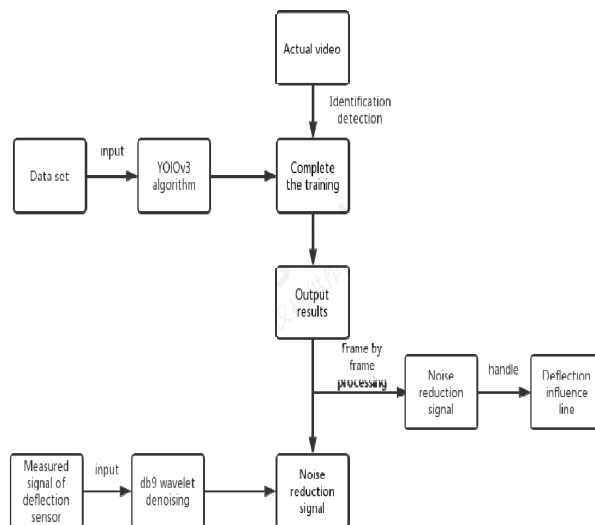 Actual video
Identification
detection
Data set
input
YOIOv3
algorithm
Complete
the training
Output
results
Frame by
frame
processing
Noise
reduction
signal
handle
Deflection
influence
line
Measured
signal of
deflection
sensor
input
db9 wavelet
denoising
Noise
reduction
signal